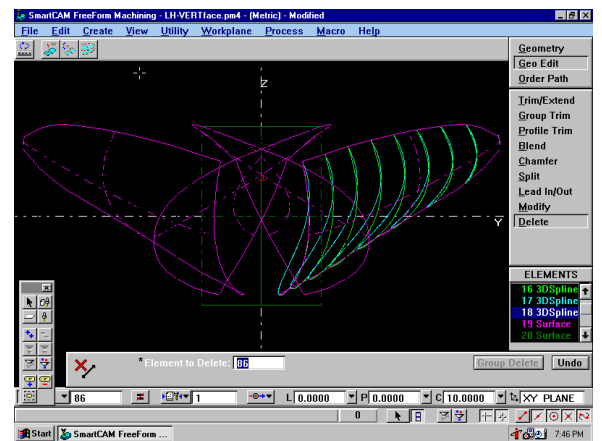 SmartCAM FreeForm Machining - LH-VERTface.pm4 - (Metric) - Modified
File Edit Create View Utility Workplane Process Macro Help
Geometry
Geo Edit
Order Path
Z
Trim/Extend
Group Trim
Profile Trim
Blend
Chamfer
Split
Lead In/Out
Modify
Delete
Y
ELEMENTS
16 3DSpline
17 3DSpline
18 3DSpline
19 Surface
20 Surface
*Element to Delete: 86 Group Delete Undo
86 1 L 0.0000 P 0.0000 C 10.0000 XY PLANE
0
Start SmartCAM FreeForm ... 7:46 PM